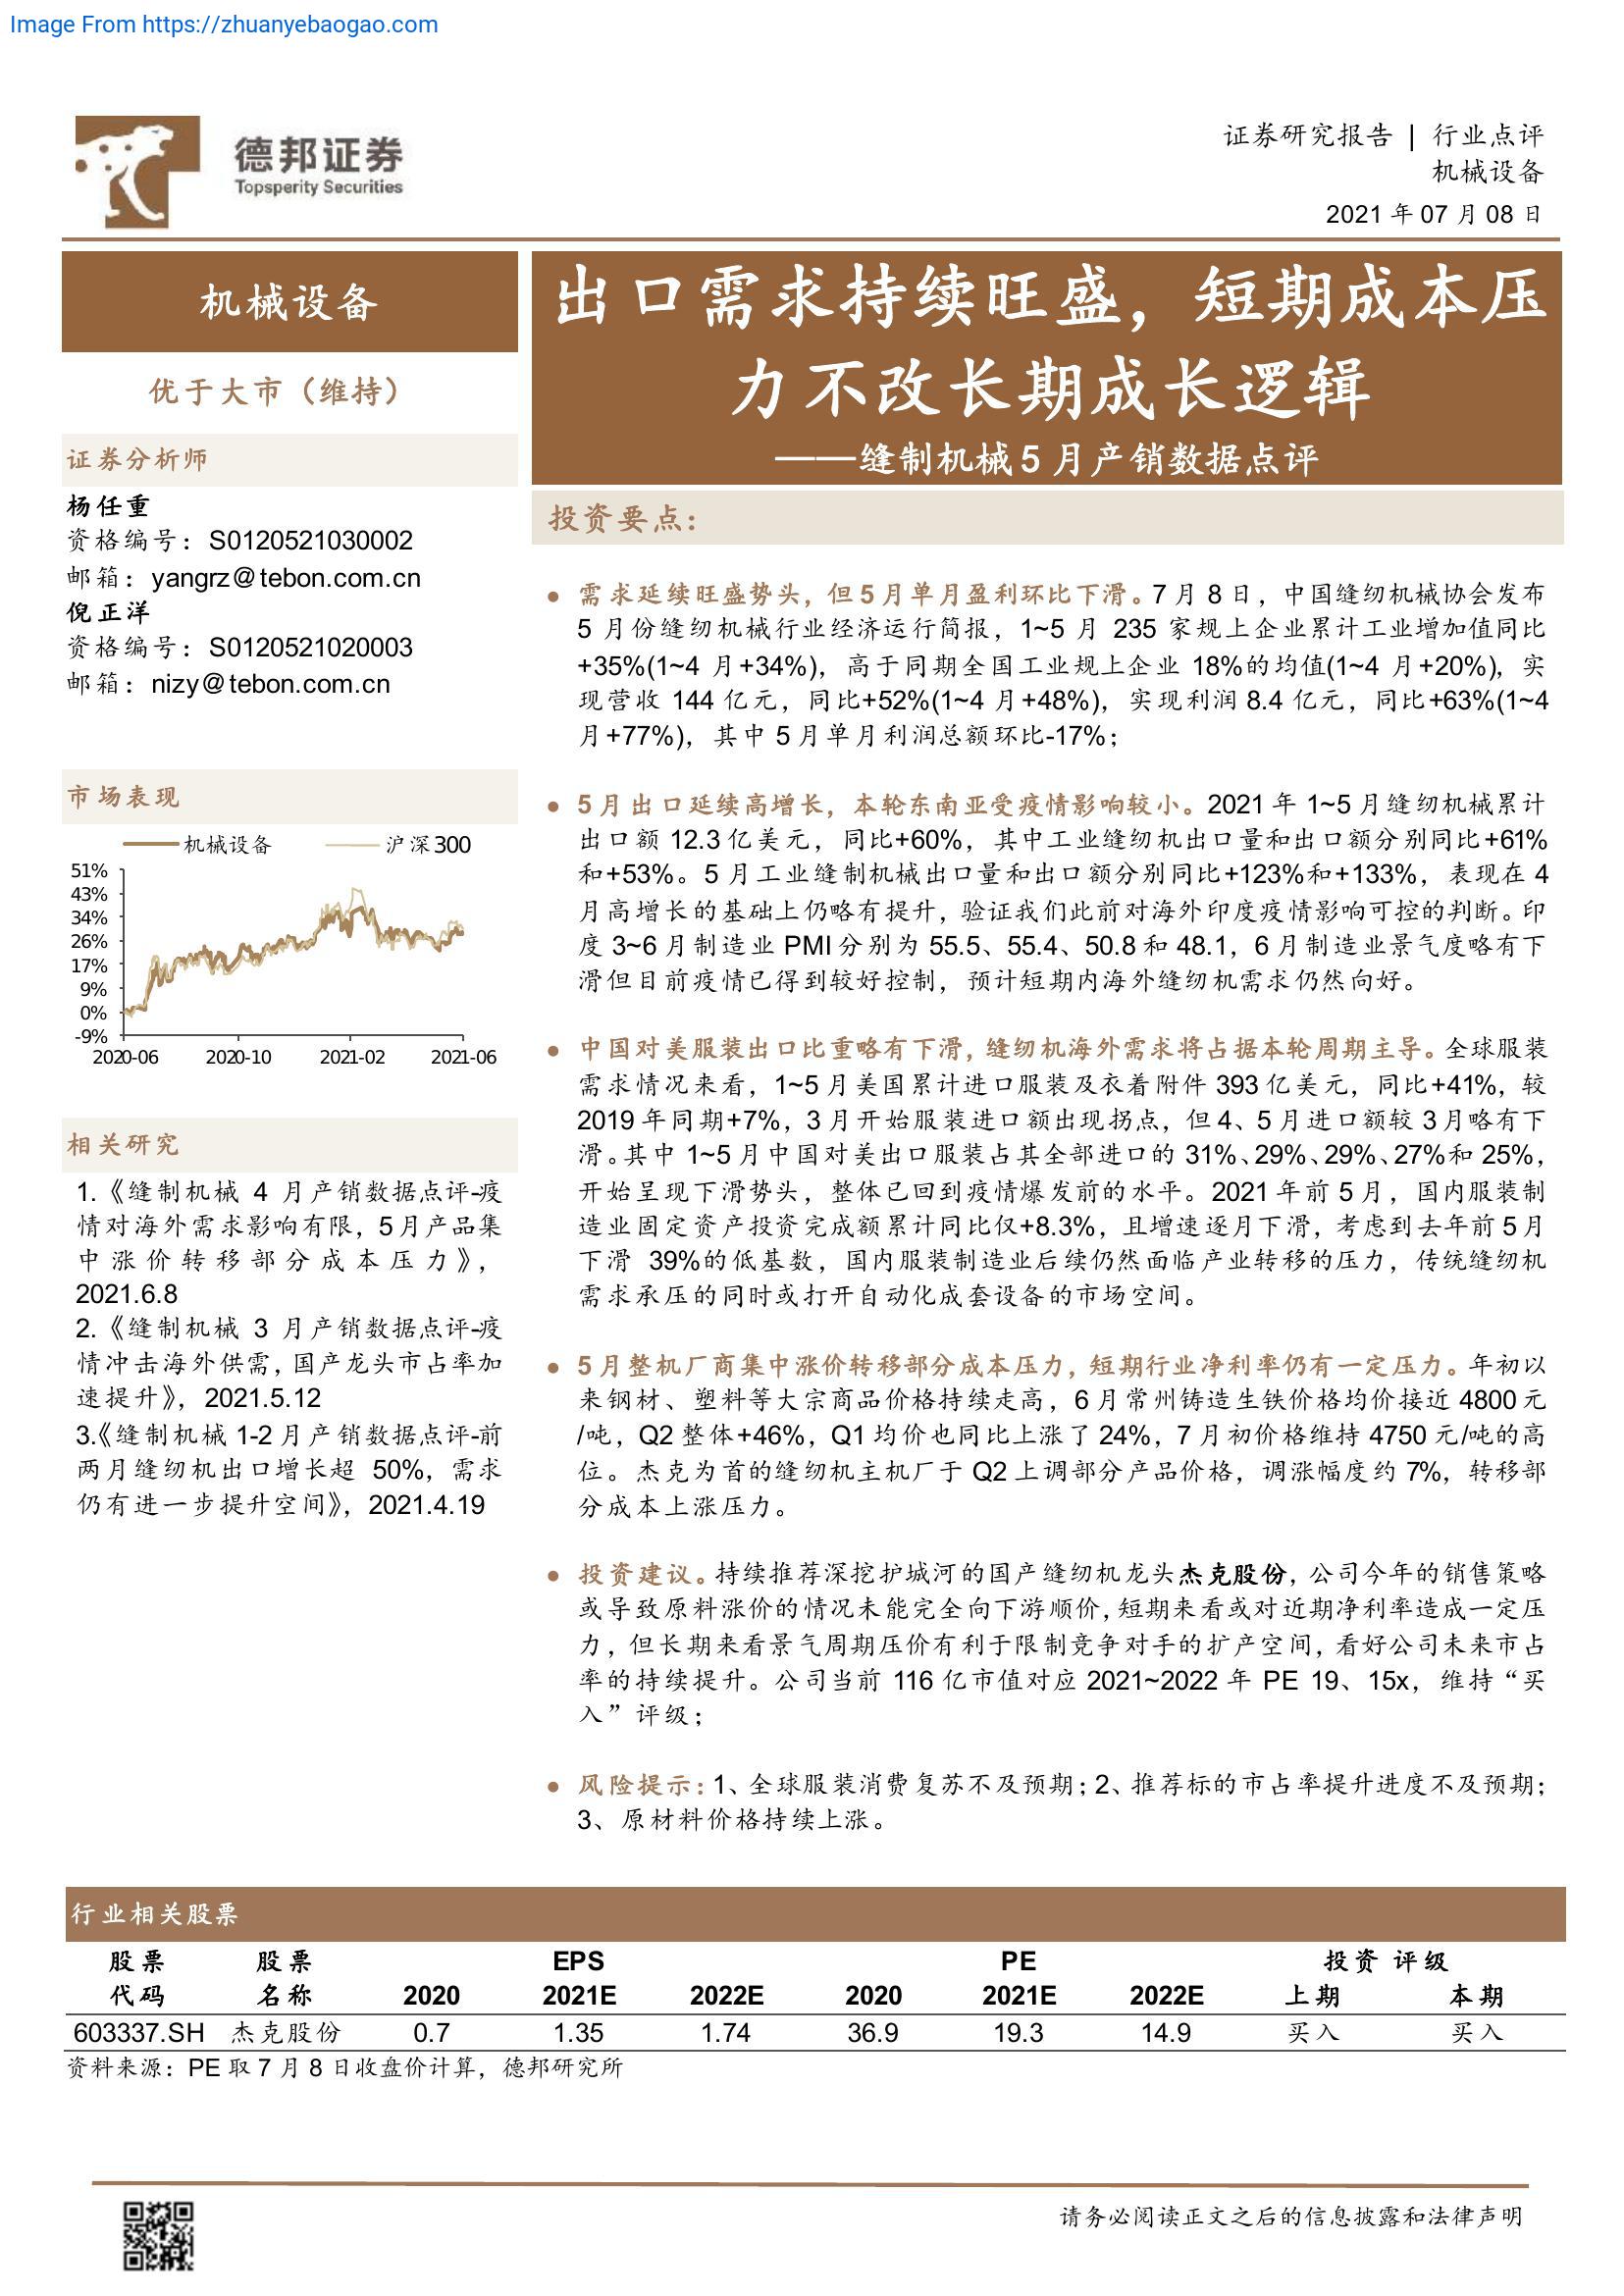 Image From https://zhuanyebaogao.com
德邦证券
Topsperity Securities
证券研究报告 | 行业点评
机械设备
2021 年 07 月 08 日
机械设备
优于大市（维持）
证券分析师
杨任重
资格编号：S0120521030002
邮箱：yangrz@tebon.com.cn
倪正洋
资格编号：S0120521020003
邮箱：nizy@tebon.com.cn
市场表现
机械设备
沪深300
51%
43%
34%
26%
17%
9%
0%
-9%
2020-06
2020-10
2021-02
2021-06
相关研究
1.《缝制机械 4 月产销数据点评-疫
情对海外需求影响有限，5月产品集
中涨价转移部分成本压力》，
2021.6.8
2.《缝制机械 3 月产销数据点评-疫
情冲击海外供需，国产龙头市占率加
速提升》，2021.5.12
3.《缝制机械1-2月产销数据点评-前
两月缝纫机出口增长超 50%，需求
仍有进一步提升空间》，2021.4.19
出口需求持续旺盛，短期成本压
力不改长期成长逻辑
——缝制机械5 月产销数据点评
投资要点：
● 需求延续旺盛势头，但5月单月盈利环比下滑。7 月 8 日，中国缝纫机械协会发布
5 月份缝纫机械行业经济运行简报，1~5 月 235 家规上企业累计工业增加值同比
+35%(1~4 月+34%)，高于同期全国工业规上企业 18%的均值(1~4 月+20%)，实
现营收 144 亿元，同比+52%(1~4 月+48%)，实现利润 8.4 亿元，同比+63%(1~4
月+77%)，其中 5 月单月利润总额环比-17%；
● 5月出口延续高增长，本轮东南亚受疫情影响较小。2021 年 1~5 月缝纫机械累计
出口额 12.3 亿美元，同比+60%，其中工业缝纫机出口量和出口额分别同比+61%
和+53%。5 月工业缝制机械出口量和出口额分别同比+123%和+133%，表现在 4
月高增长的基础上仍略有提升，验证我们此前对海外印度疫情影响可控的判断。印
度 3~6 月制造业 PMI 分别为 55.5、55.4、50.8 和 48.1，6 月制造业景气度略有下
滑但目前疫情已得到较好控制，预计短期内海外缝纫机需求仍然向好。
● 中国对美服装出口比重略有下滑，缝纫机海外需求将占据本轮周期主导。全球服装
需求情况来看，1~5 月美国累计进口服装及衣着附件 393 亿美元，同比+41%，较
2019 年同期+7%，3 月开始服装进口额出现拐点，但 4、5 月进口额较 3月略有下
滑。其中 1~5 月中国对美出口服装占其全部进口的 31%、29%、29%、27%和 25%，
开始呈现下滑势头，整体已回到疫情爆发前的水平。2021 年前 5 月，国内服装制
造业固定资产投资完成额累计同比仅+8.3%，且增速逐月下滑，考虑到去年前 5 月
下滑 39%的低基数，国内服装制造业后续仍然面临产业转移的压力，传统缝纫机
需求承压的同时或打开自动化成套设备的市场空间。
● 5 月整机厂商集中涨价转移部分成本压力，短期行业净利率仍有一定压力。年初以
来钢材、塑料等大宗商品价格持续走高，6 月常州铸造生铁价格均价接近 4800 元
/吨，Q2 整体+46%，Q1 均价也同比上涨了 24%，7 月初价格维持 4750 元/吨的高
位。杰克为首的缝纫机主机厂于 Q2 上调部分产品价格，调涨幅度约 7%，转移部
分成本上涨压力。
● 投资建议。持续推荐深挖护城河的国产缝纫机龙头杰克股份，公司今年的销售策略
或导致原料涨价的情况未能完全向下游顺价，短期来看或对近期净利率造成一定压
力，但长期来看景气周期压价有利于限制竞争对手的扩产空间，看好公司未来市占
率的持续提升。公司当前 116 亿市值对应 2021~2022 年 PE 19、15x，维持“买
入”评级；
● 风险提示：1、全球服装消费复苏不及预期；2、推荐标的市占率提升进度不及预期；
3、原材料价格持续上涨。
行业相关股票
股票 股票 EPS PE 投资评级
代码 名称 2020 2021E 2022E 2020 2021E 2022E 上期 本期
603337.SH 杰克股份 0.7 1.35 1.74 36.9 19.3 14.9 买入 买入
资料来源：PE 取 7 月 8 日收盘价计算，德邦研究所
请务必阅读正文之后的信息披露和法律声明